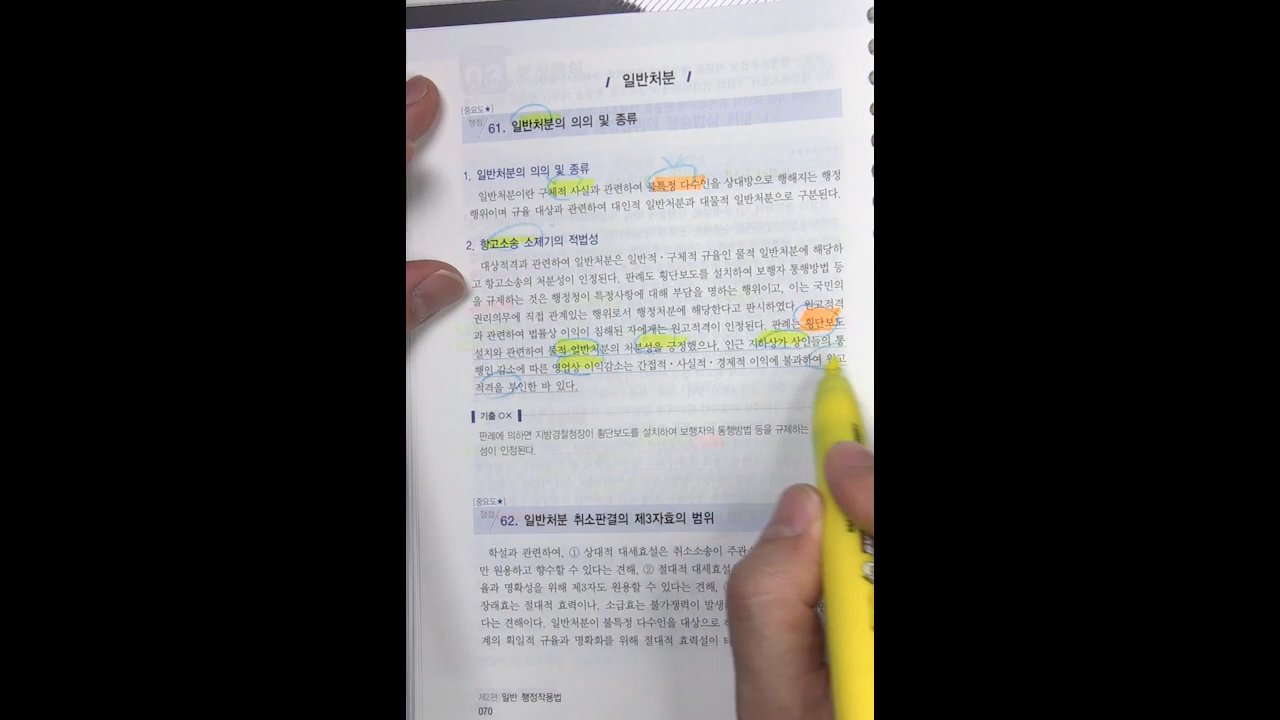 일반처분
[중요도★]
쟁점 61. 일반처분의 의의 및 종류
1. 일반처분의 의의 및 종류
일반처분이란 구체적 사실과 관련하여 불특정 다수인을 상대방으로 행해지는 행정
행위이며 규율 대상과 관련하여 대인적 일반처분과 대물적 일반처분으로 구분된다.
2. 항고소송 소제기의 적법성
대상적격과 관련하여 일반처분은 일반적·구체적 규율인 물적 일반처분에 해당하
고 항고소송의 처분성이 인정된다. 판례도 횡단보도를 설치하여 보행자 통행방법 등
을 규제하는 것은 행정청이 특정사항에 대해 부담을 명하는 행위이고, 이는 국민의
권리의무에 직접 관계있는 행위로서 행정처분에 해당한다고 판시하였다. 원고적격
과 관련하여 법률상 이익이 침해된 자에게는 원고적격이 인정된다. 판례는 횡단보도
설치와 관련하여 물적 일반처분의 처분성을 긍정했으나, 인근 지하상가 상인들의 통
행인 감소에 따른 영업상 이익감소는 간접적·사실적·경제적 이익에 불과하여 원고
적격을 부인한 바 있다.
기출 OX
판례에 의하면 지방경찰청장이 횡단보도를 설치하여 보행자의 통행방법 등을 규제하는
성이 인정된다.
[중요도★]
쟁점 62. 일반처분 취소판결의 제3자효의 범위
학설과 관련하여, ① 상대적 대세효설은 취소소송이 주관
만 원용하고 향수할 수 있다는 견해, ② 절대적 대세효설
율과 명확성을 위해 제3자도 원용할 수 있다는 견해,
장래효는 절대적 효력이나, 소급효는 불가쟁력이 발생
다는 견해이다. 일반처분이 불특정 다수인을 대상으로
계의 획일적 규율과 명확화를 위해 절대적 효력설이
제2편 일반 행정작용법
070